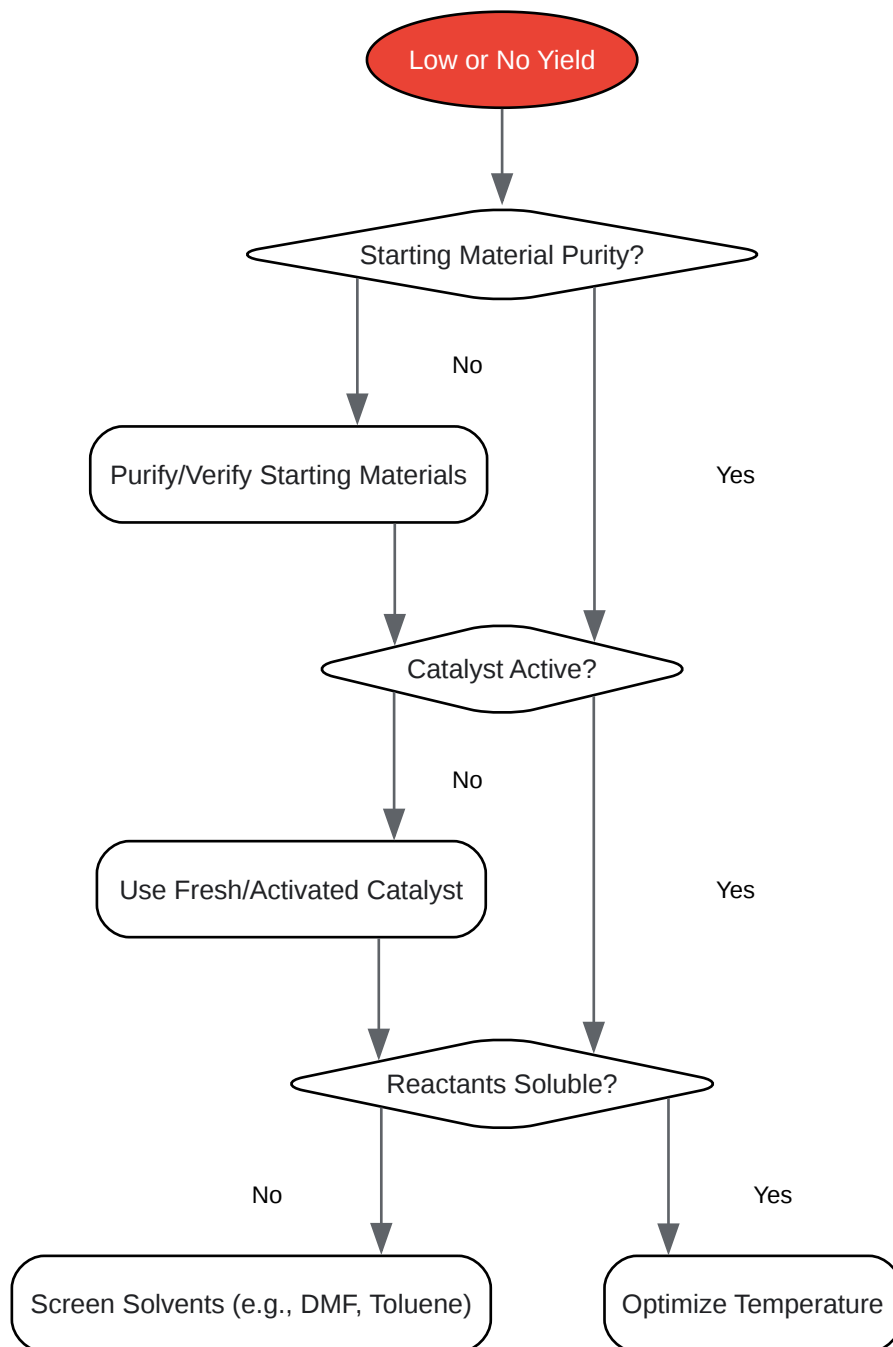 Low or No Yield
Starting Material Purity?
No
Purify/Verify Starting Materials
Yes
Catalyst Active?
No
Use Fresh/Activated Catalyst
Yes
Reactants Soluble?
No
Yes
Screen Solvents (e.g., DMF, Toluene)
Optimize Temperature